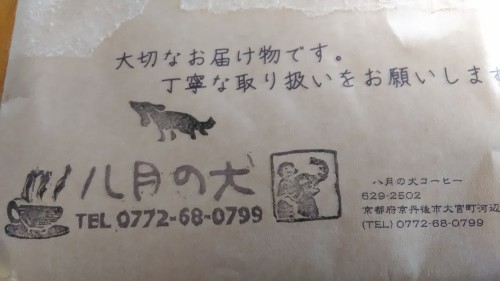 大切なお届け物です。
丁寧な取り扱いをお願いします
八月の犬
TEL 0772-68-0799
八月の犬コーヒー
629-2502
京都府京丹後市大宮町河辺
(TEL) 0772-68-0799